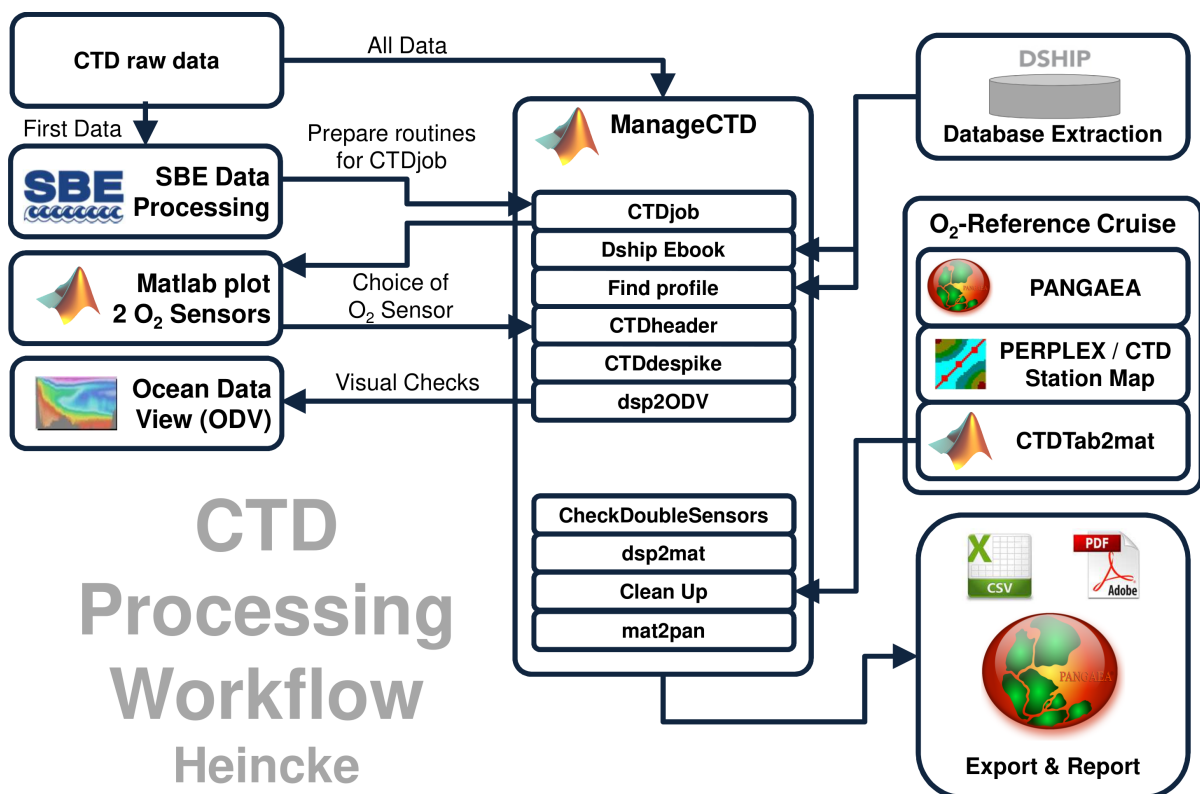 CTD raw data
All Data
First Data
SBE
SBE Data
Processing
Prepare routines
for CTDjob
Matlab plot
2 O₂ Sensors
Choice of
O₂ Sensor
Ocean Data
View (ODV)
Visual Checks
ManageCTD
CTDjob
Dship Ebook
Find profile
CTDheader
CTDdespike
dsp2ODV
CheckDoubleSensors
dsp2mat
Clean Up
mat2pan
DSHIP
Database Extraction
O₂-Reference Cruise
PANGAEA
PERPLEX / CTD
Station Map
CTDTab2mat
X
CSV
PDF
Adobe
PANGAEA
Export & Report
CTD
Processing
Workflow
Heincke